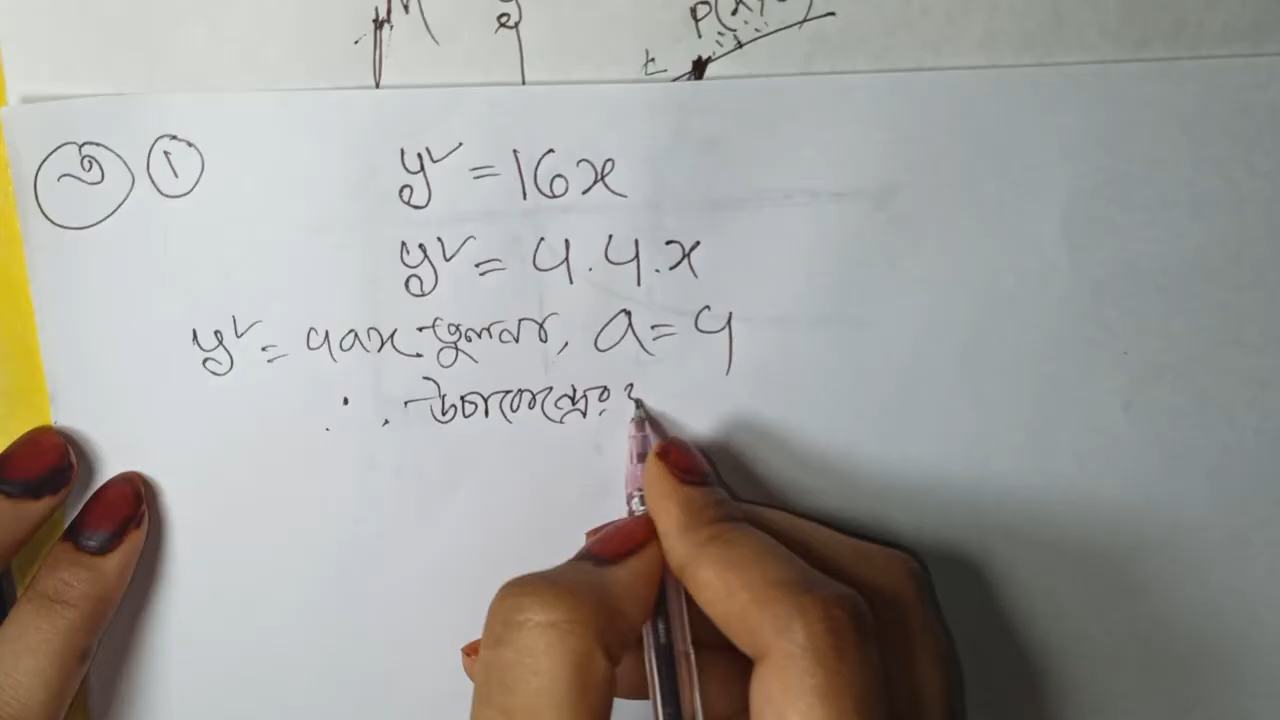 P(x,
t
৩ ১ y² = 16x
y² = 4.4.x
y² = 4ax তুলনায়, a = 4
∴ উপকেন্দ্রের